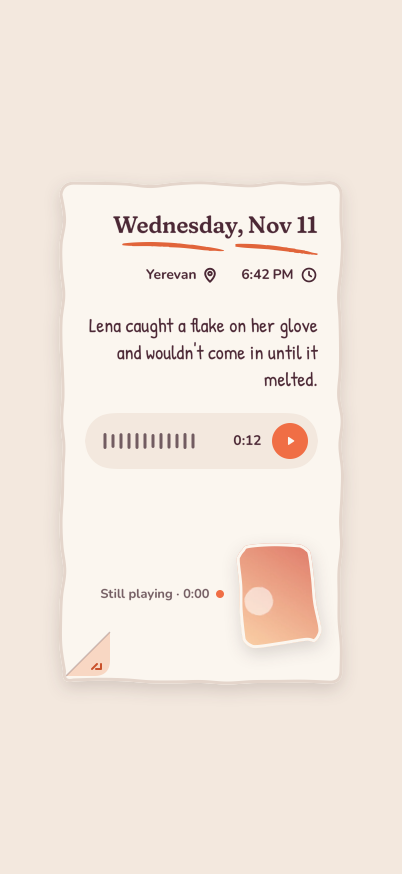 Wednesday, Nov 11
Yerevan
6:42 PM
Lena caught a flake on her glove
and wouldn't come in until it
melted.
0:12
Still playing · 0:00